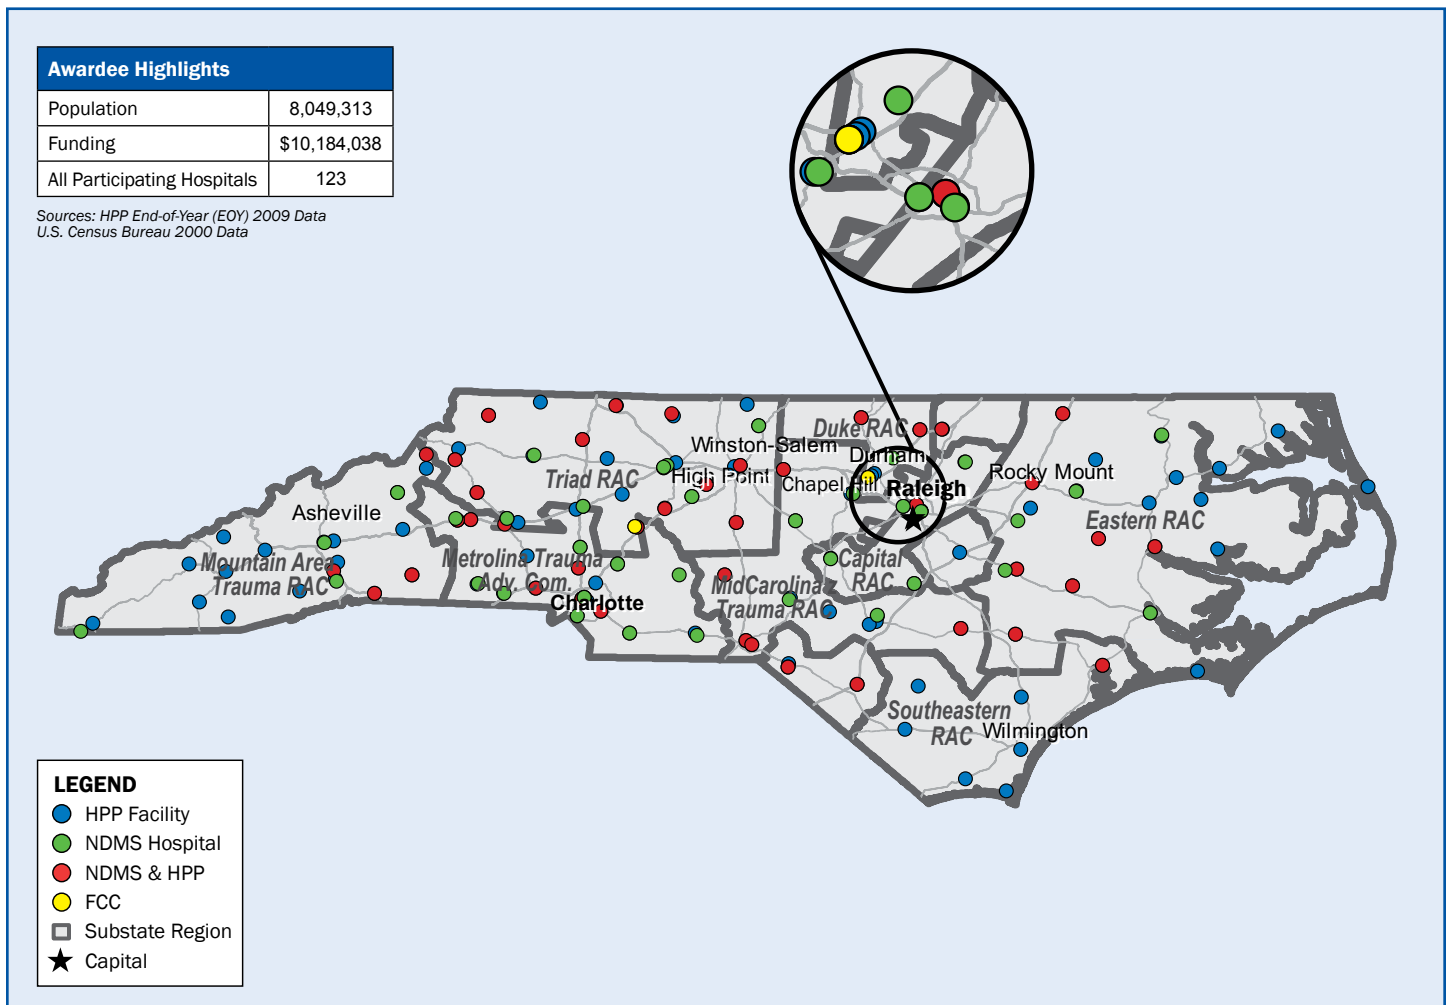 Awardee Highlights
Population 8,049,313
Funding $10,184,038
All Participating Hospitals 123
Sources: HPP End-of-Year (EOY) 2009 Data
U.S. Census Bureau 2000 Data
Duke RAC
Winston-Salem
Durham
High Point
Chapel Hill
Raleigh
Rocky Mount
Triad RAC
Asheville
Eastern RAC
Mountain Area
Trauma RAC
Metrolina Trauma
Adv. Com.
Capital
RAC
MidCarolina z
Trauma RAC
Charlotte
Southeastern
RAC
Wilmington
LEGEND
HPP Facility
NDMS Hospital
NDMS & HPP
FCC
Substate Region
Capital